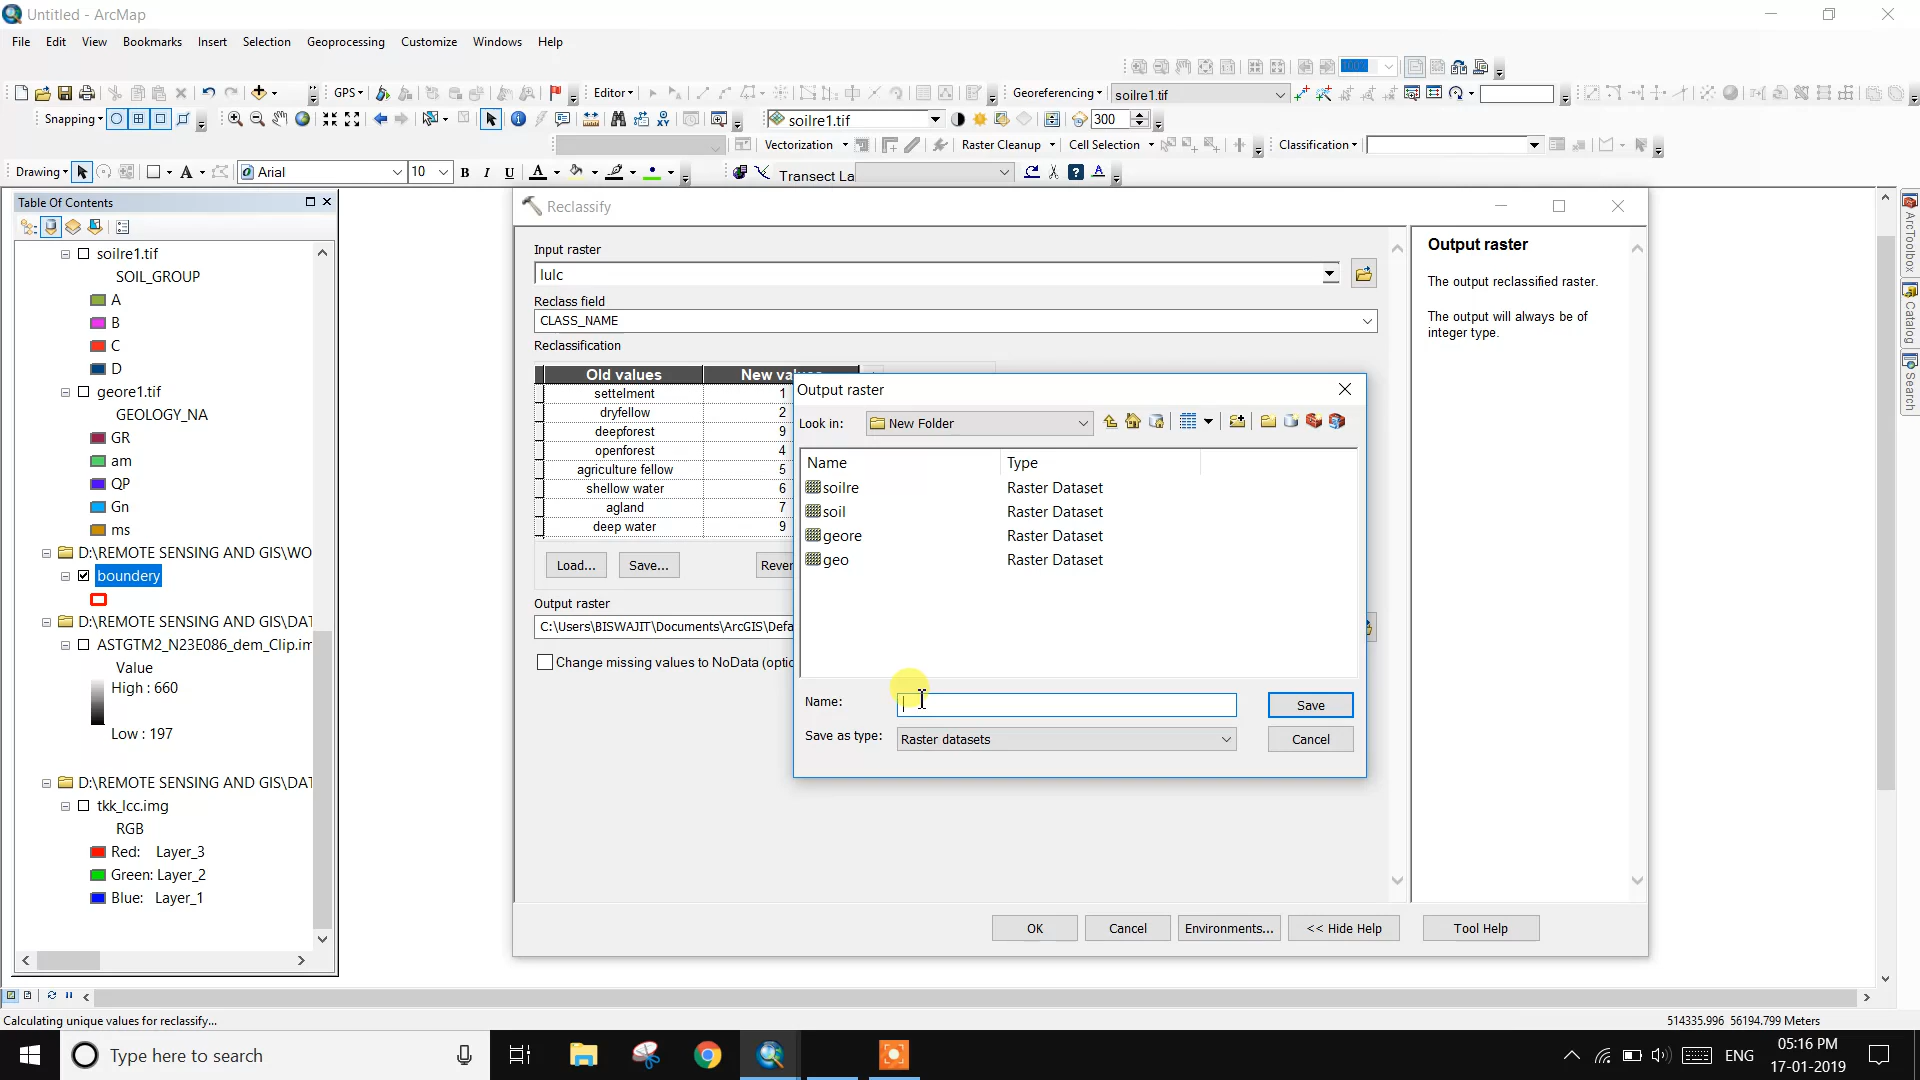 Untitled - ArcMap
File Edit View Bookmarks Insert Selection Geoprocessing Customize Windows Help
100%
GPS Editor Georeferencing soilre1.tif
Snapping soilre1.tif 300
Vectorization Raster Cleanup Cell Selection Classification
Drawing A Arial 10 B I U A Transect La
Table Of Contents
soilre1.tif
SOIL_GROUP
A
B
C
D
geore1.tif
GEOLOGY_NA
GR
am
QP
Gn
ms
D:\REMOTE SENSING AND GIS\WO
boundery
D:\REMOTE SENSING AND GIS\DAT
ASTGTM2_N23E086_dem_Clip.im
Value
High : 660
Low : 197
D:\REMOTE SENSING AND GIS\DAT
tkk_lcc.img
RGB
Red: Layer_3
Green: Layer_2
Blue: Layer_1
Reclassify
Input raster
lulc
Reclass field
CLASS_NAME
Reclassification
Old values New values
settelment 1
dryfellow 2
deepforest 9
openforest 4
agriculture fellow 5
shellow water 6
agland 7
deep water 9
Load... Save... Rever
Output raster
C:\Users\BISWAJIT\Documents\ArcGIS\Defa
Change missing values to NoData (optic
OK Cancel Environments... << Hide Help Tool Help
Output raster
The output reclassified raster.
The output will always be of
integer type.
Output raster
Look in: New Folder
Name Type
soilre Raster Dataset
soil Raster Dataset
geore Raster Dataset
geo Raster Dataset
Name: Save
Save as type: Raster datasets Cancel
ArcToolbox
Catalog
Search
Calculating unique values for reclassify...
514335.996 56194.799 Meters
Type here to search
ENG
05:16 PM
17-01-2019